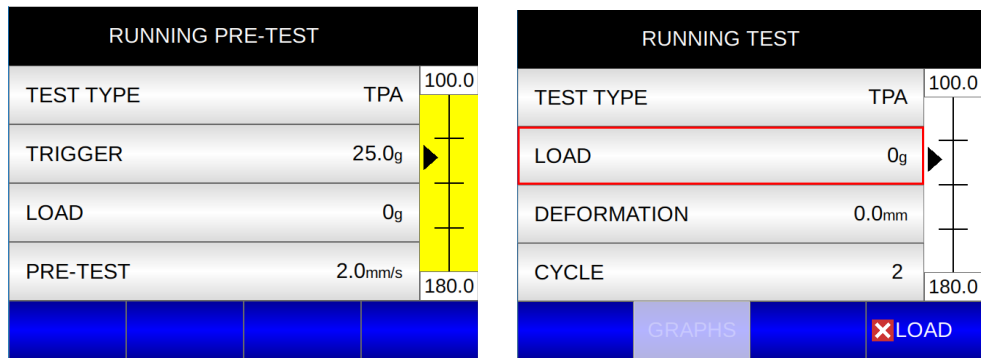 RUNNING PRE-TEST
TEST TYPE TPA 100.0
TRIGGER 25.0g
LOAD 0g
PRE-TEST 2.0mm/s 180.0
RUNNING TEST
TEST TYPE TPA 100.0
LOAD 0g
DEFORMATION 0.0mm
CYCLE 2 180.0
GRAPHS LOAD